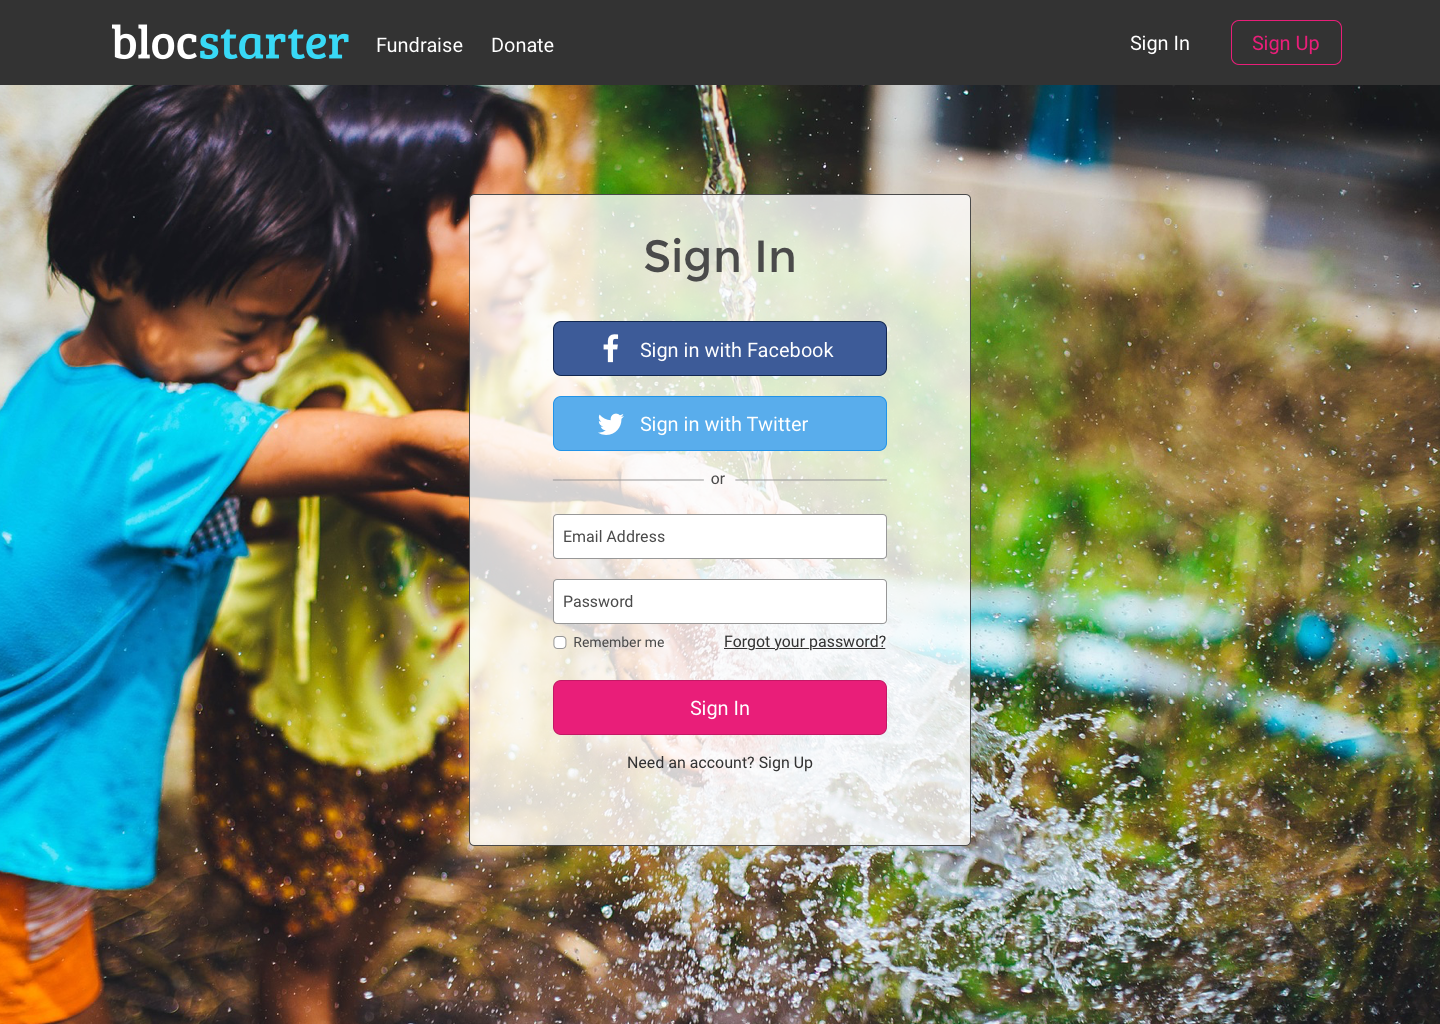 blocstarter Fundraise Donate Sign In Sign Up
Sign In
Sign in with Facebook
Sign in with Twitter
or
Email Address
Password
Remember me Forgot your password?
Sign In
Need an account? Sign Up